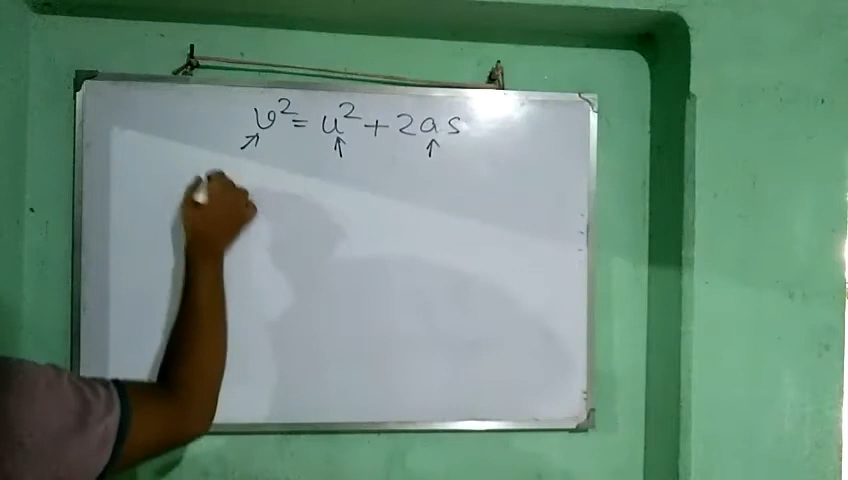 v² = u² + 2as